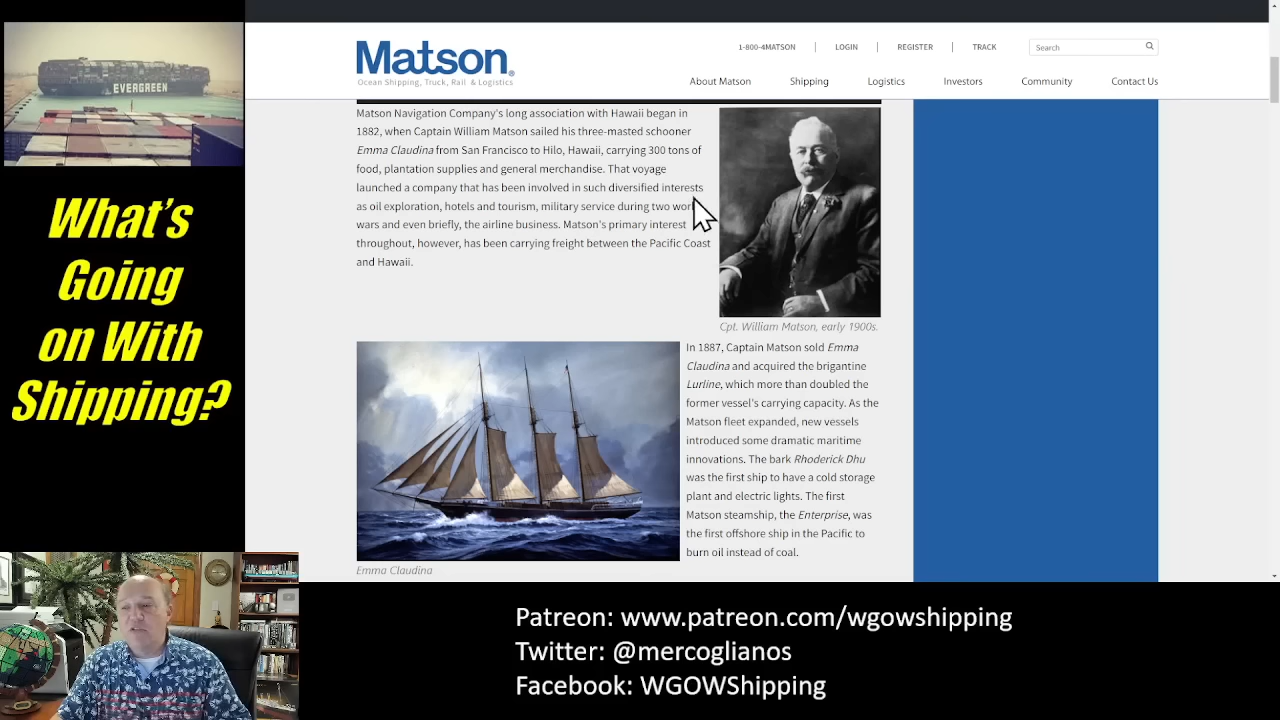 EVERGREEN
What's
Going
on With
Shipping?
Matson
Ocean Shipping, Truck, Rail & Logistics
1-800-4MATSON
LOGIN
REGISTER
TRACK
Search
About Matson
Shipping
Logistics
Investors
Community
Contact Us
Matson Navigation Company's long association with Hawaii began in
1882, when Captain William Matson sailed his three-masted schooner
Emma Claudina from San Francisco to Hilo, Hawaii, carrying 300 tons of
food, plantation supplies and general merchandise. That voyage
launched a company that has been involved in such diversified interests
as oil exploration, hotels and tourism, military service during two wor
wars and even briefly, the airline business. Matson's primary interest
throughout, however, has been carrying freight between the Pacific Coast
and Hawaii.
Cpt. William Matson, early 1900s.
In 1887, Captain Matson sold Emma
Claudina and acquired the brigantine
Lurline, which more than doubled the
former vessel's carrying capacity. As the
Matson fleet expanded, new vessels
introduced some dramatic maritime
innovations. The bark Rhoderick Dhu
was the first ship to have a cold storage
plant and electric lights. The first
Matson steamship, the Enterprise, was
the first offshore ship in the Pacific to
burn oil instead of coal.
Emma Claudina
Patreon: www.patreon.com/wgowshipping
Twitter: @mercoglianos
Facebook: WGOWShipping